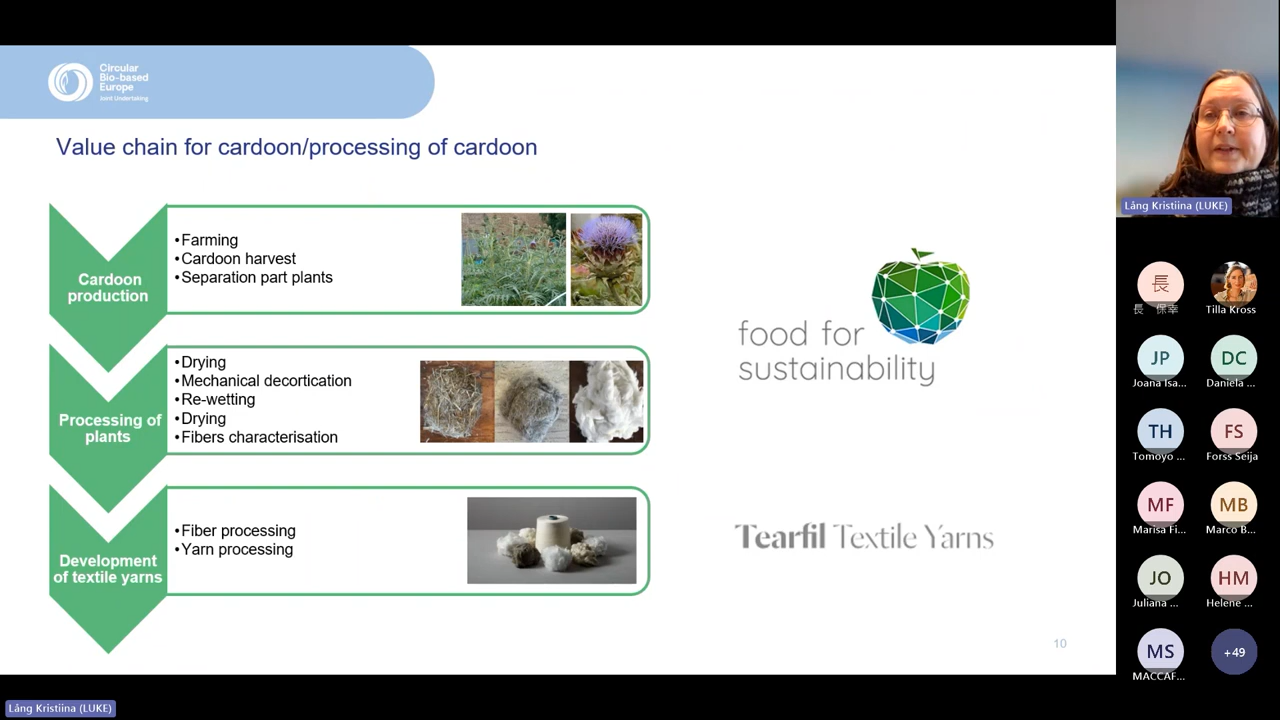 Circular
Bio-based
Europe
Joint Undertaking
Value chain for cardoon/processing of cardoon
Cardoon
production
•Farming
•Cardoon harvest
•Separation part plants
Processing of
plants
•Drying
•Mechanical decortication
•Re-wetting
•Drying
•Fibers characterisation
Development
of textile yarns
•Fiber processing
•Yarn processing
food for
sustainability
Tearfil Textile Yarns
10
Lång Kristiina (LUKE)
長
長 保幸
Tilla Kross
JP
Joana Isa...
DC
Daniela ...
TH
Tomoyo ...
FS
Forss Seija
MF
Marisa Fi...
MB
Marco B...
JO
Juliana ...
HM
Helene ...
MS
MACCAF...
+49
Lång Kristiina (LUKE)